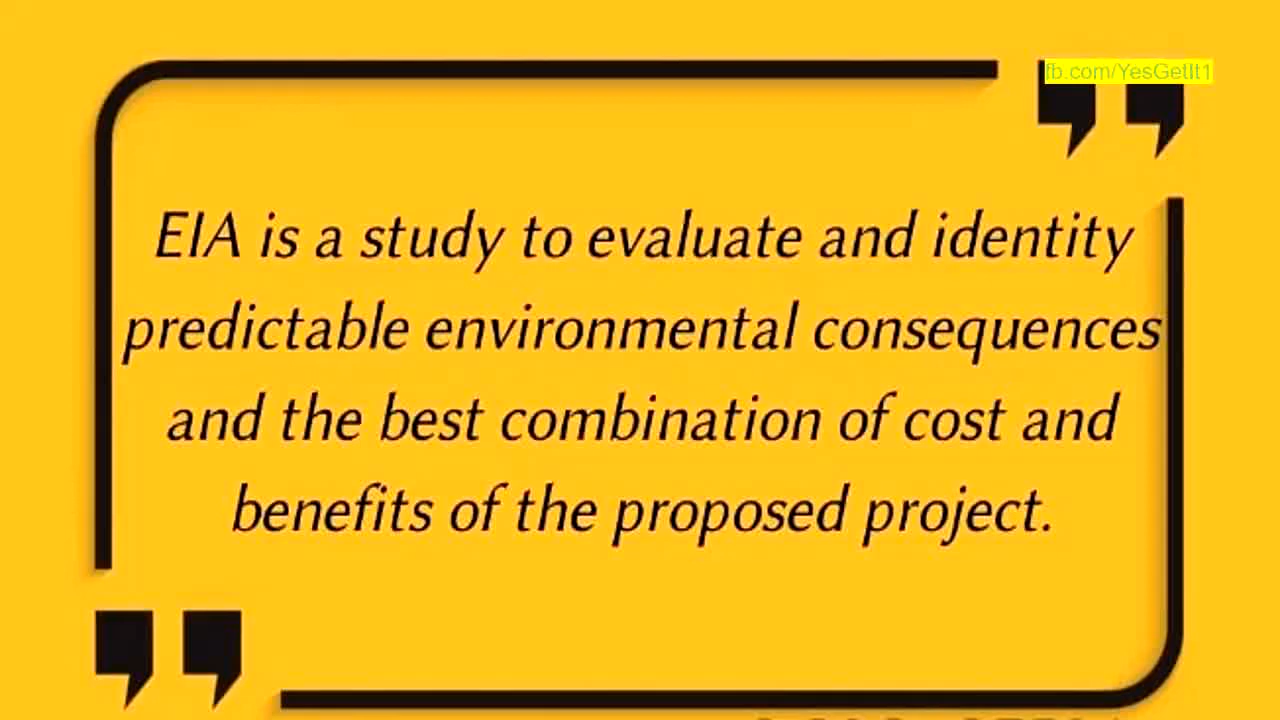 fb.com/YesGetIt1
EIA is a study to evaluate and identity
predictable environmental consequences
and the best combination of cost and
benefits of the proposed project.